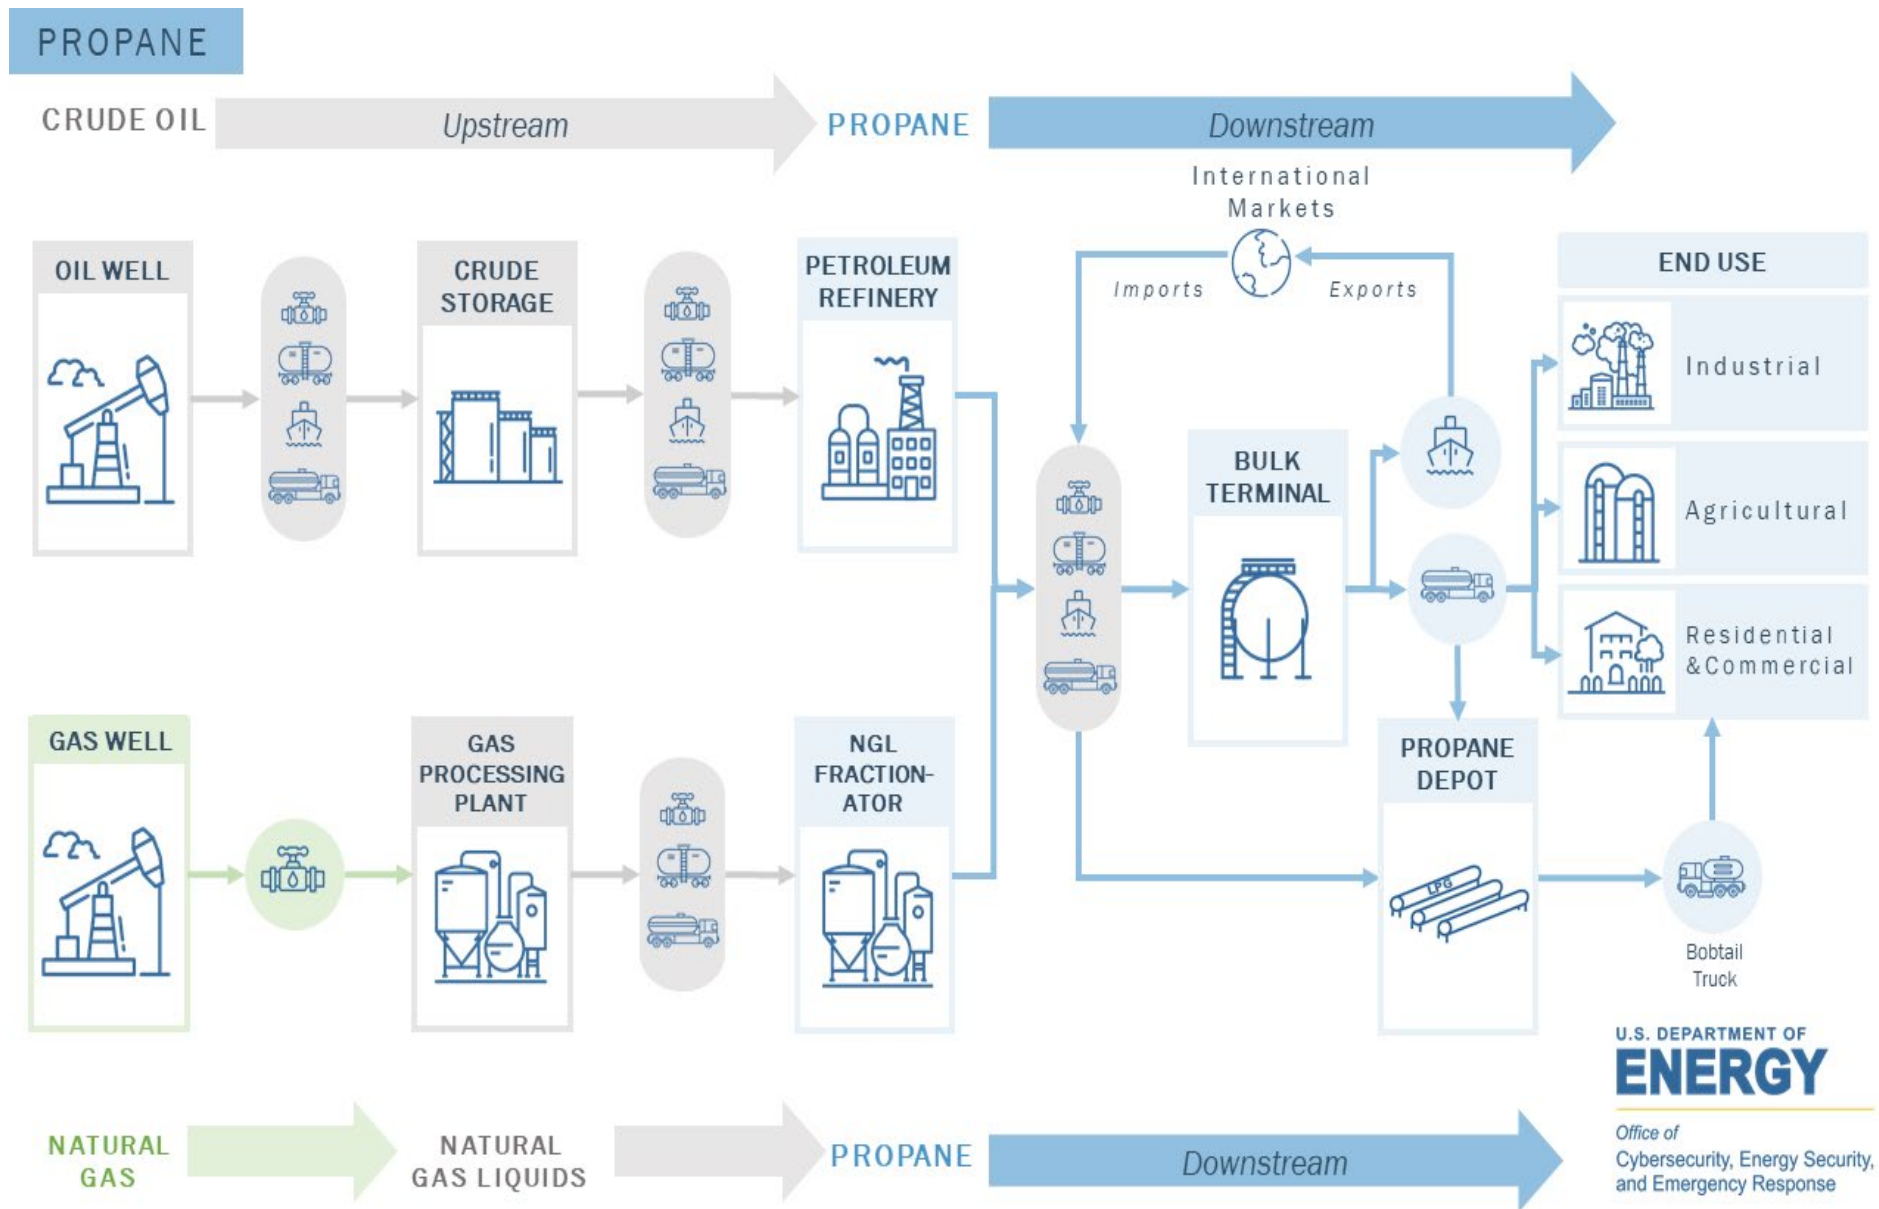 PROPANE
CRUDE OIL
Upstream
PROPANE
Downstream
International
Markets
Imports
Exports
OIL WELL
CRUDE
STORAGE
PETROLEUM
REFINERY
BULK
TERMINAL
END USE
Industrial
Agricultural
Residential
&Commercial
GAS WELL
GAS
PROCESSING
PLANT
NGL
FRACTION-
ATOR
PROPANE
DEPOT
LPG
Bobtail
Truck
NATURAL
GAS
NATURAL
GAS LIQUIDS
PROPANE
Downstream
U.S. DEPARTMENT OF
ENERGY
Office of
Cybersecurity, Energy Security,
and Emergency Response